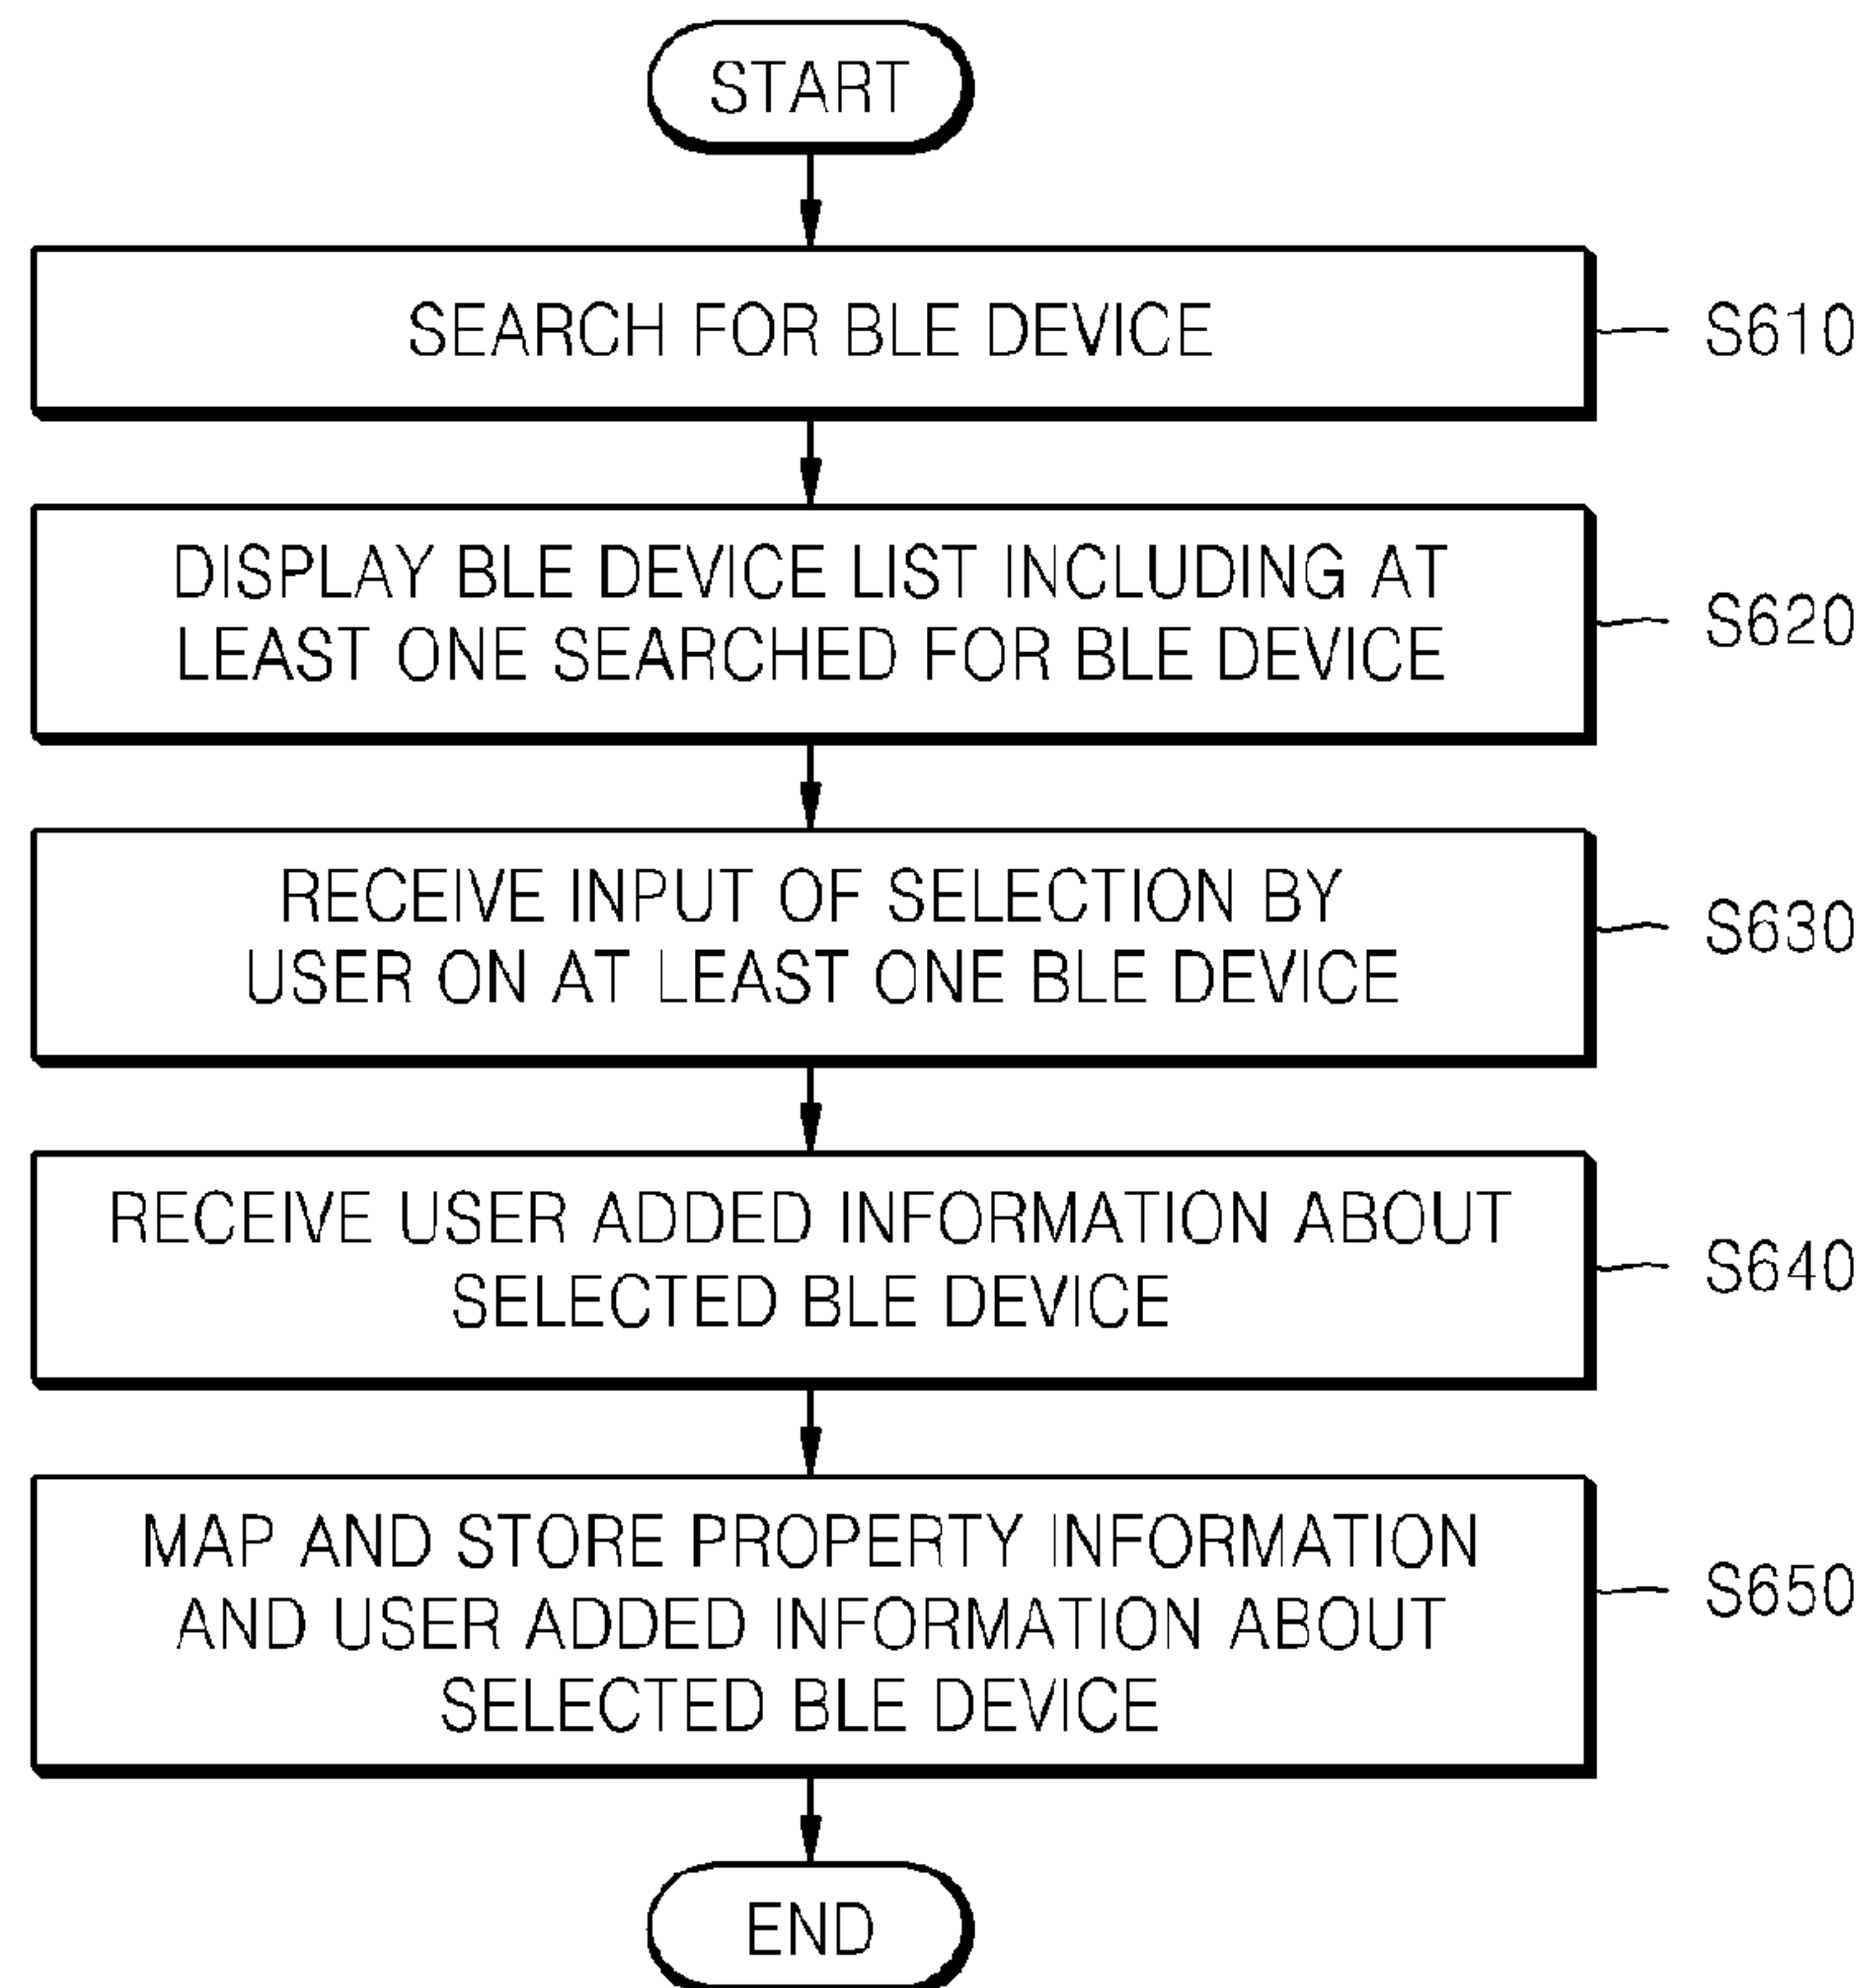 START
SEARCH FOR BLE DEVICE
S610
DISPLAY BLE DEVICE LIST INCLUDING AT
LEAST ONE SEARCHED FOR BLE DEVICE
S620
RECEIVE INPUT OF SELECTION BY
USER ON AT LEAST ONE BLE DEVICE
S630
RECEIVE USER ADDED INFORMATION ABOUT
SELECTED BLE DEVICE
S640
MAP AND STORE PROPERTY INFORMATION
AND USER ADDED INFORMATION ABOUT
SELECTED BLE DEVICE
S650
END